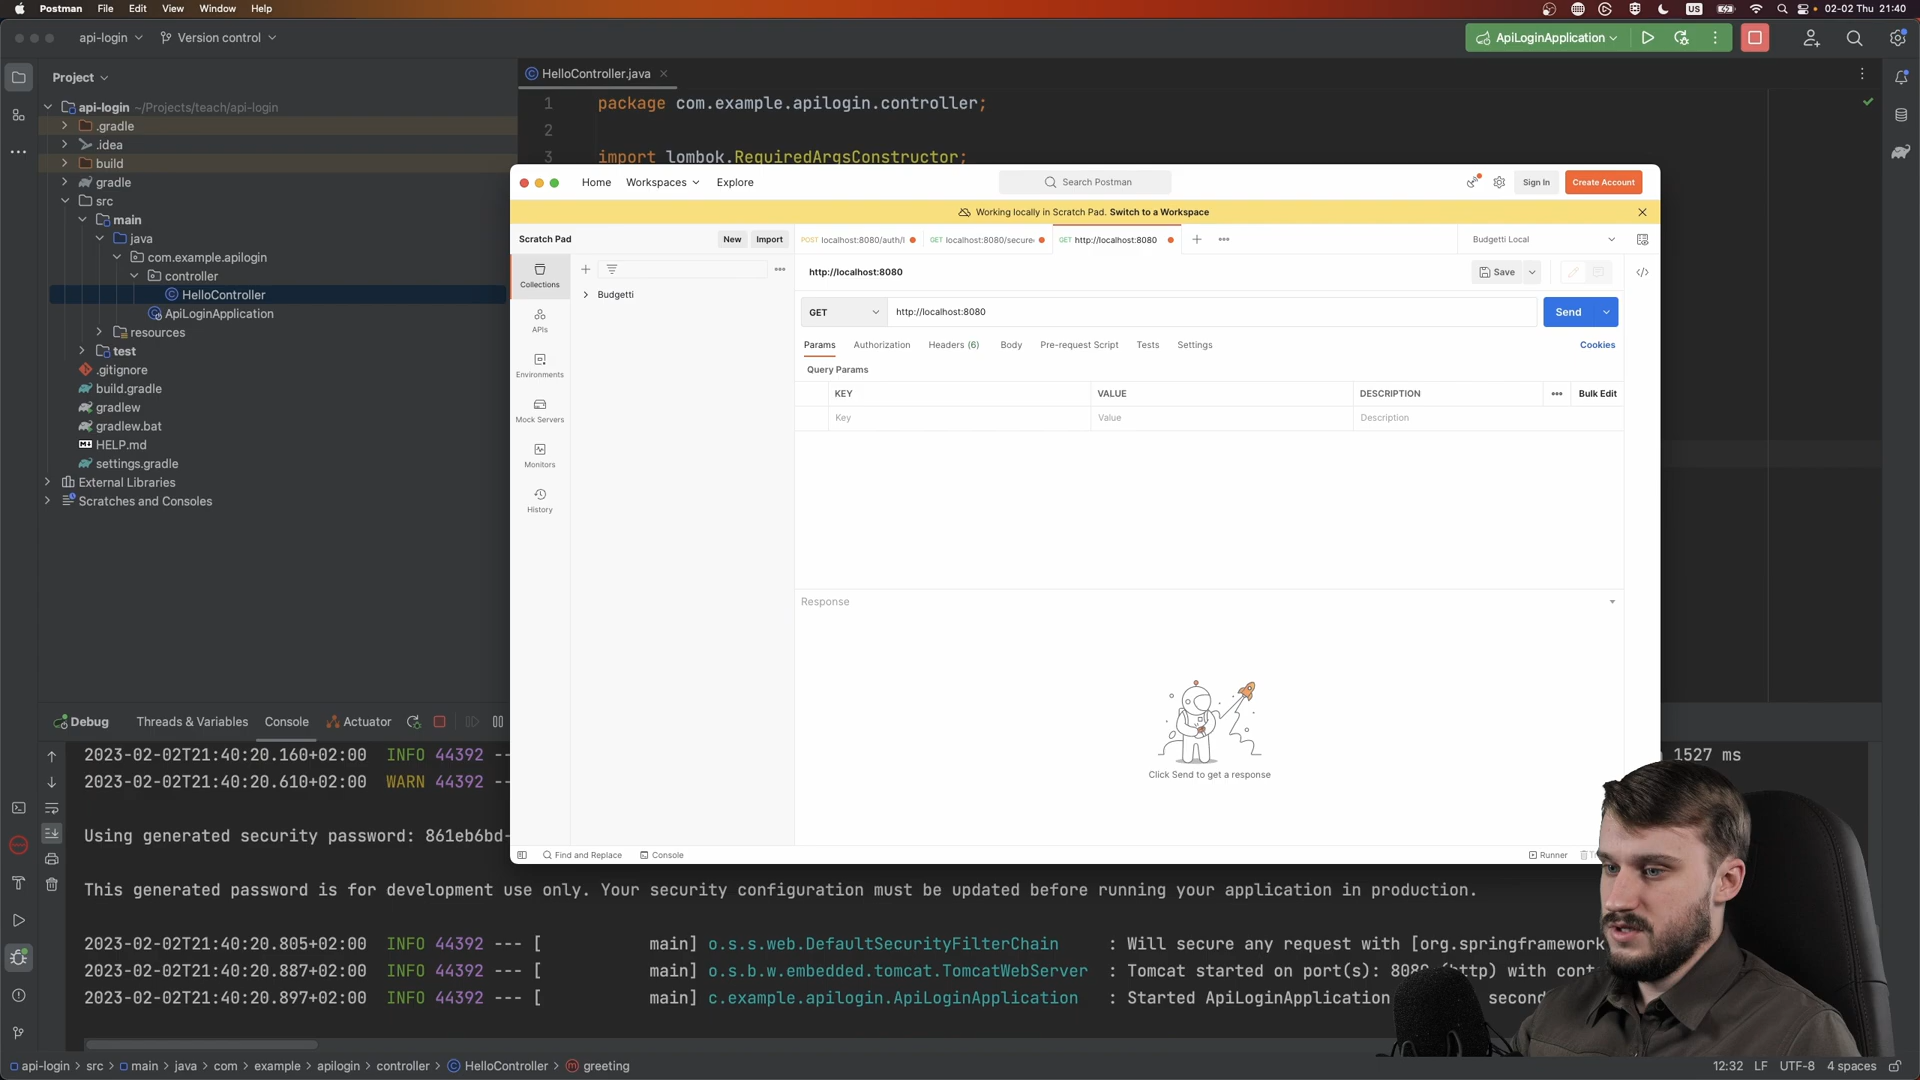 Postman File Edit View Window Help
US 02-02 Thu 21:40
api-login Version control
ApiLoginApplication
Project
HelloController.java
api-login ~/Projects/teach/api-login
.gradle
.idea
build
gradle
src
main
java
com.example.apilogin
controller
HelloController
ApiLoginApplication
resources
test
.gitignore
build.gradle
gradlew
gradlew.bat
HELP.md
settings.gradle
External Libraries
Scratches and Consoles
1 package com.example.apilogin.controller;
2
3 import lombok.RequiredArgsConstructor;
Home Workspaces Explore
Search Postman
Sign In Create Account
Working locally in Scratch Pad. Switch to a Workspace
Scratch Pad New Import
POST localhost:8080/auth/l GET localhost:8080/secure GET http://localhost:8080
Budgetti Local
Collections
APIs
Environments
Mock Servers
Monitors
History
Budgetti
http://localhost:8080
Save
GET http://localhost:8080 Send
Params Authorization Headers (6) Body Pre-request Script Tests Settings Cookies
Query Params
KEY VALUE DESCRIPTION Bulk Edit
Key Value Description
Response
Click Send to get a response
Find and Replace Console Runner
Debug Threads & Variables Console Actuator
2023-02-02T21:40:20.160+02:00 INFO 44392 -- 1527 ms
2023-02-02T21:40:20.610+02:00 WARN 44392 --
Using generated security password: 861eb6bd-
This generated password is for development use only. Your security configuration must be updated before running your application in production.
2023-02-02T21:40:20.805+02:00 INFO 44392 --- [ main] o.s.s.web.DefaultSecurityFilterChain : Will secure any request with [org.springframework
2023-02-02T21:40:20.887+02:00 INFO 44392 --- [ main] o.s.b.w.embedded.tomcat.TomcatWebServer : Tomcat started on port(s): 8080 (http) with cont
2023-02-02T21:40:20.897+02:00 INFO 44392 --- [ main] c.example.apilogin.ApiLoginApplication : Started ApiLoginApplication secon
api-login > src > main > java > com > example > apilogin > controller > HelloController > greeting
12:32 LF UTF-8 4 spaces